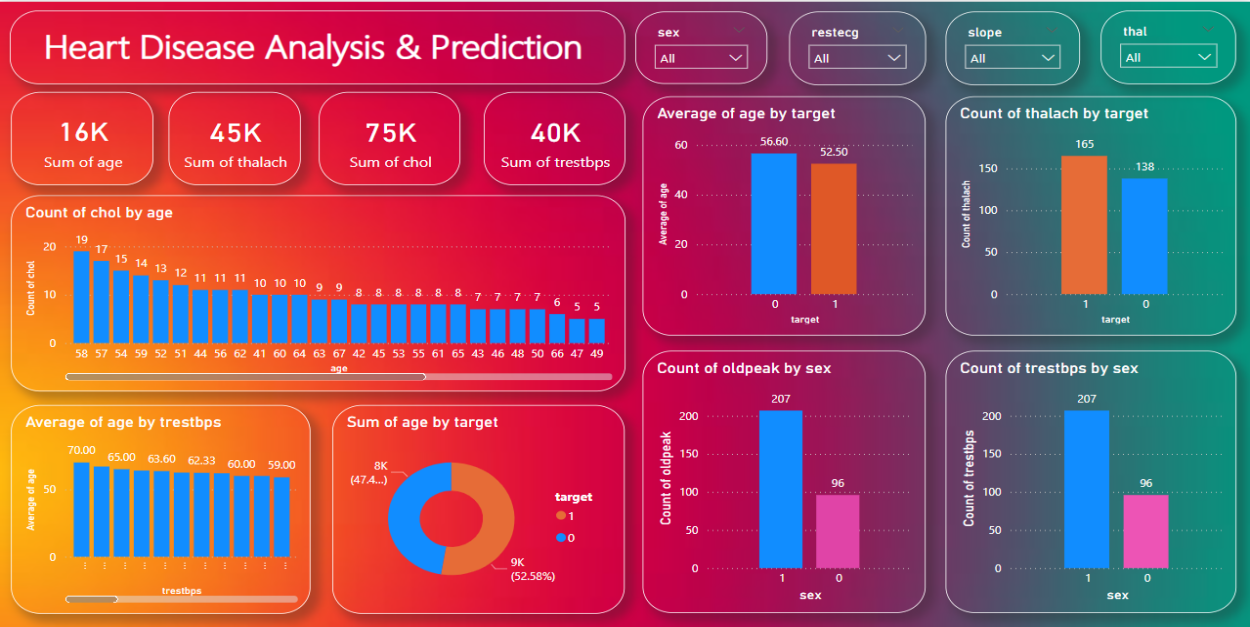 Heart Disease Analysis & Prediction
sex
All
restecg
All
slope
All
thal
All
16K
Sum of age
45K
Sum of thalach
75K
Sum of chol
40K
Sum of trestbps
Count of chol by age
Count of chol
20
10
0
19 17 15 14 13 12 11 11 11 10 10 10 9 9 8 8 8 8 8 8 7 7 7 7 6 5 5
58 57 54 59 52 51 44 56 62 41 60 64 63 67 42 45 53 55 61 65 43 46 48 50 66 47 49
age
Average of age by target
Average of age
60
40
20
0
56.60 52.50
0 1
target
Count of thalach by target
Count of thalach
150
100
50
0
165 138
1 0
target
Average of age by trestbps
Average of age
50
0
70.00 65.00 63.60 62.33 60.00 59.00
trestbps
Sum of age by target
8K
(47.4...)
9K
(52.58%)
target
1
0
Count of oldpeak by sex
Count of oldpeak
200
150
100
50
0
207 96
1 0
sex
Count of trestbps by sex
Count of trestbps
200
150
100
50
0
207 96
1 0
sex